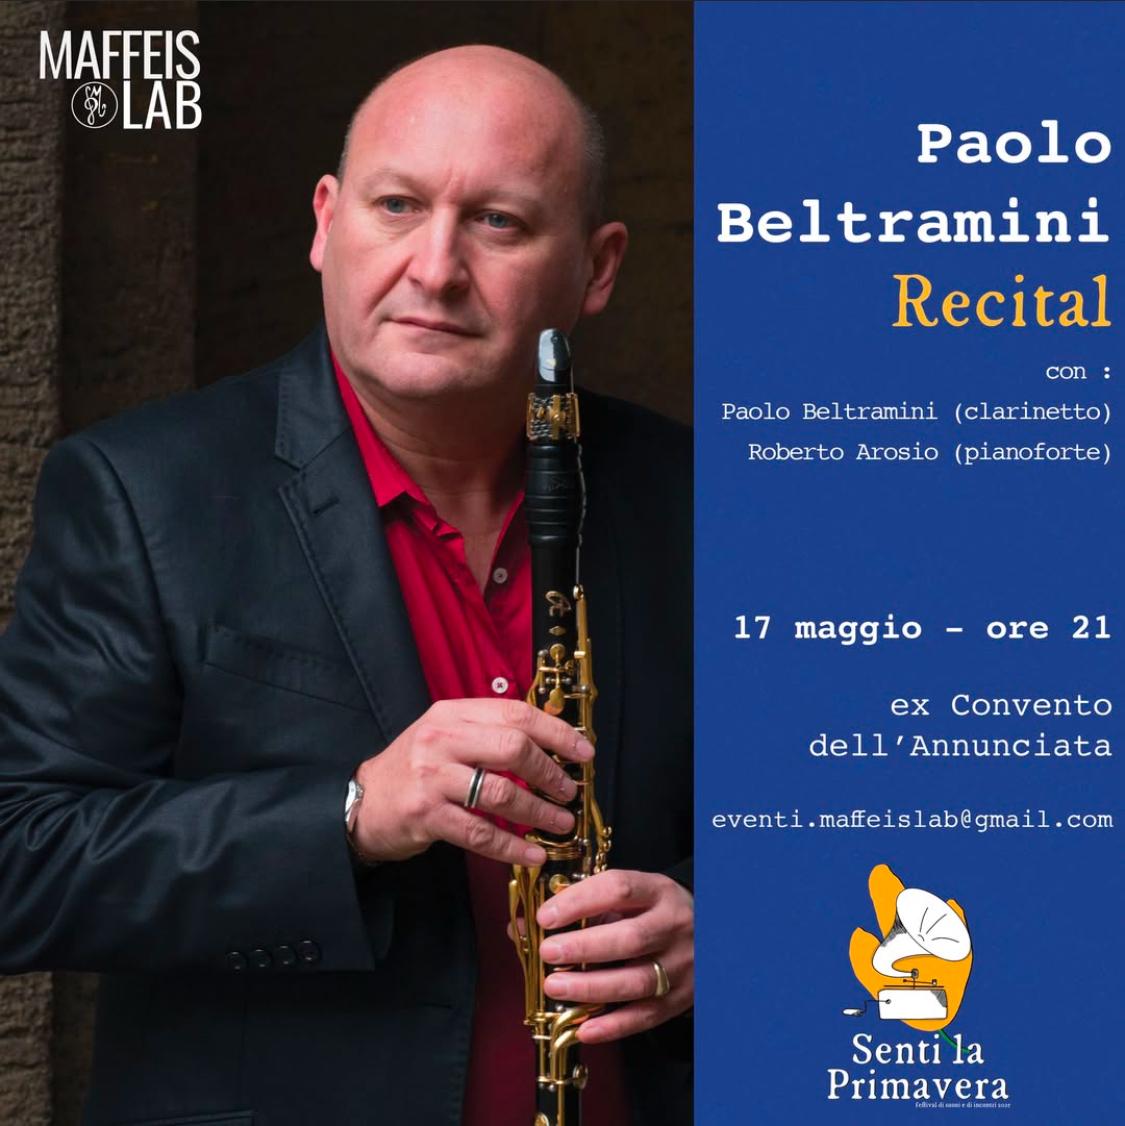 MAFFEIS
LAB
Paolo
Beltramini
Recital
con :
Paolo Beltramini (clarinetto)
Roberto Arosio (pianoforte)
17 maggio – ore 21
ex Convento
dell’Annunciata
eventi.maffeislab@gmail.com
Senti la
Primavera